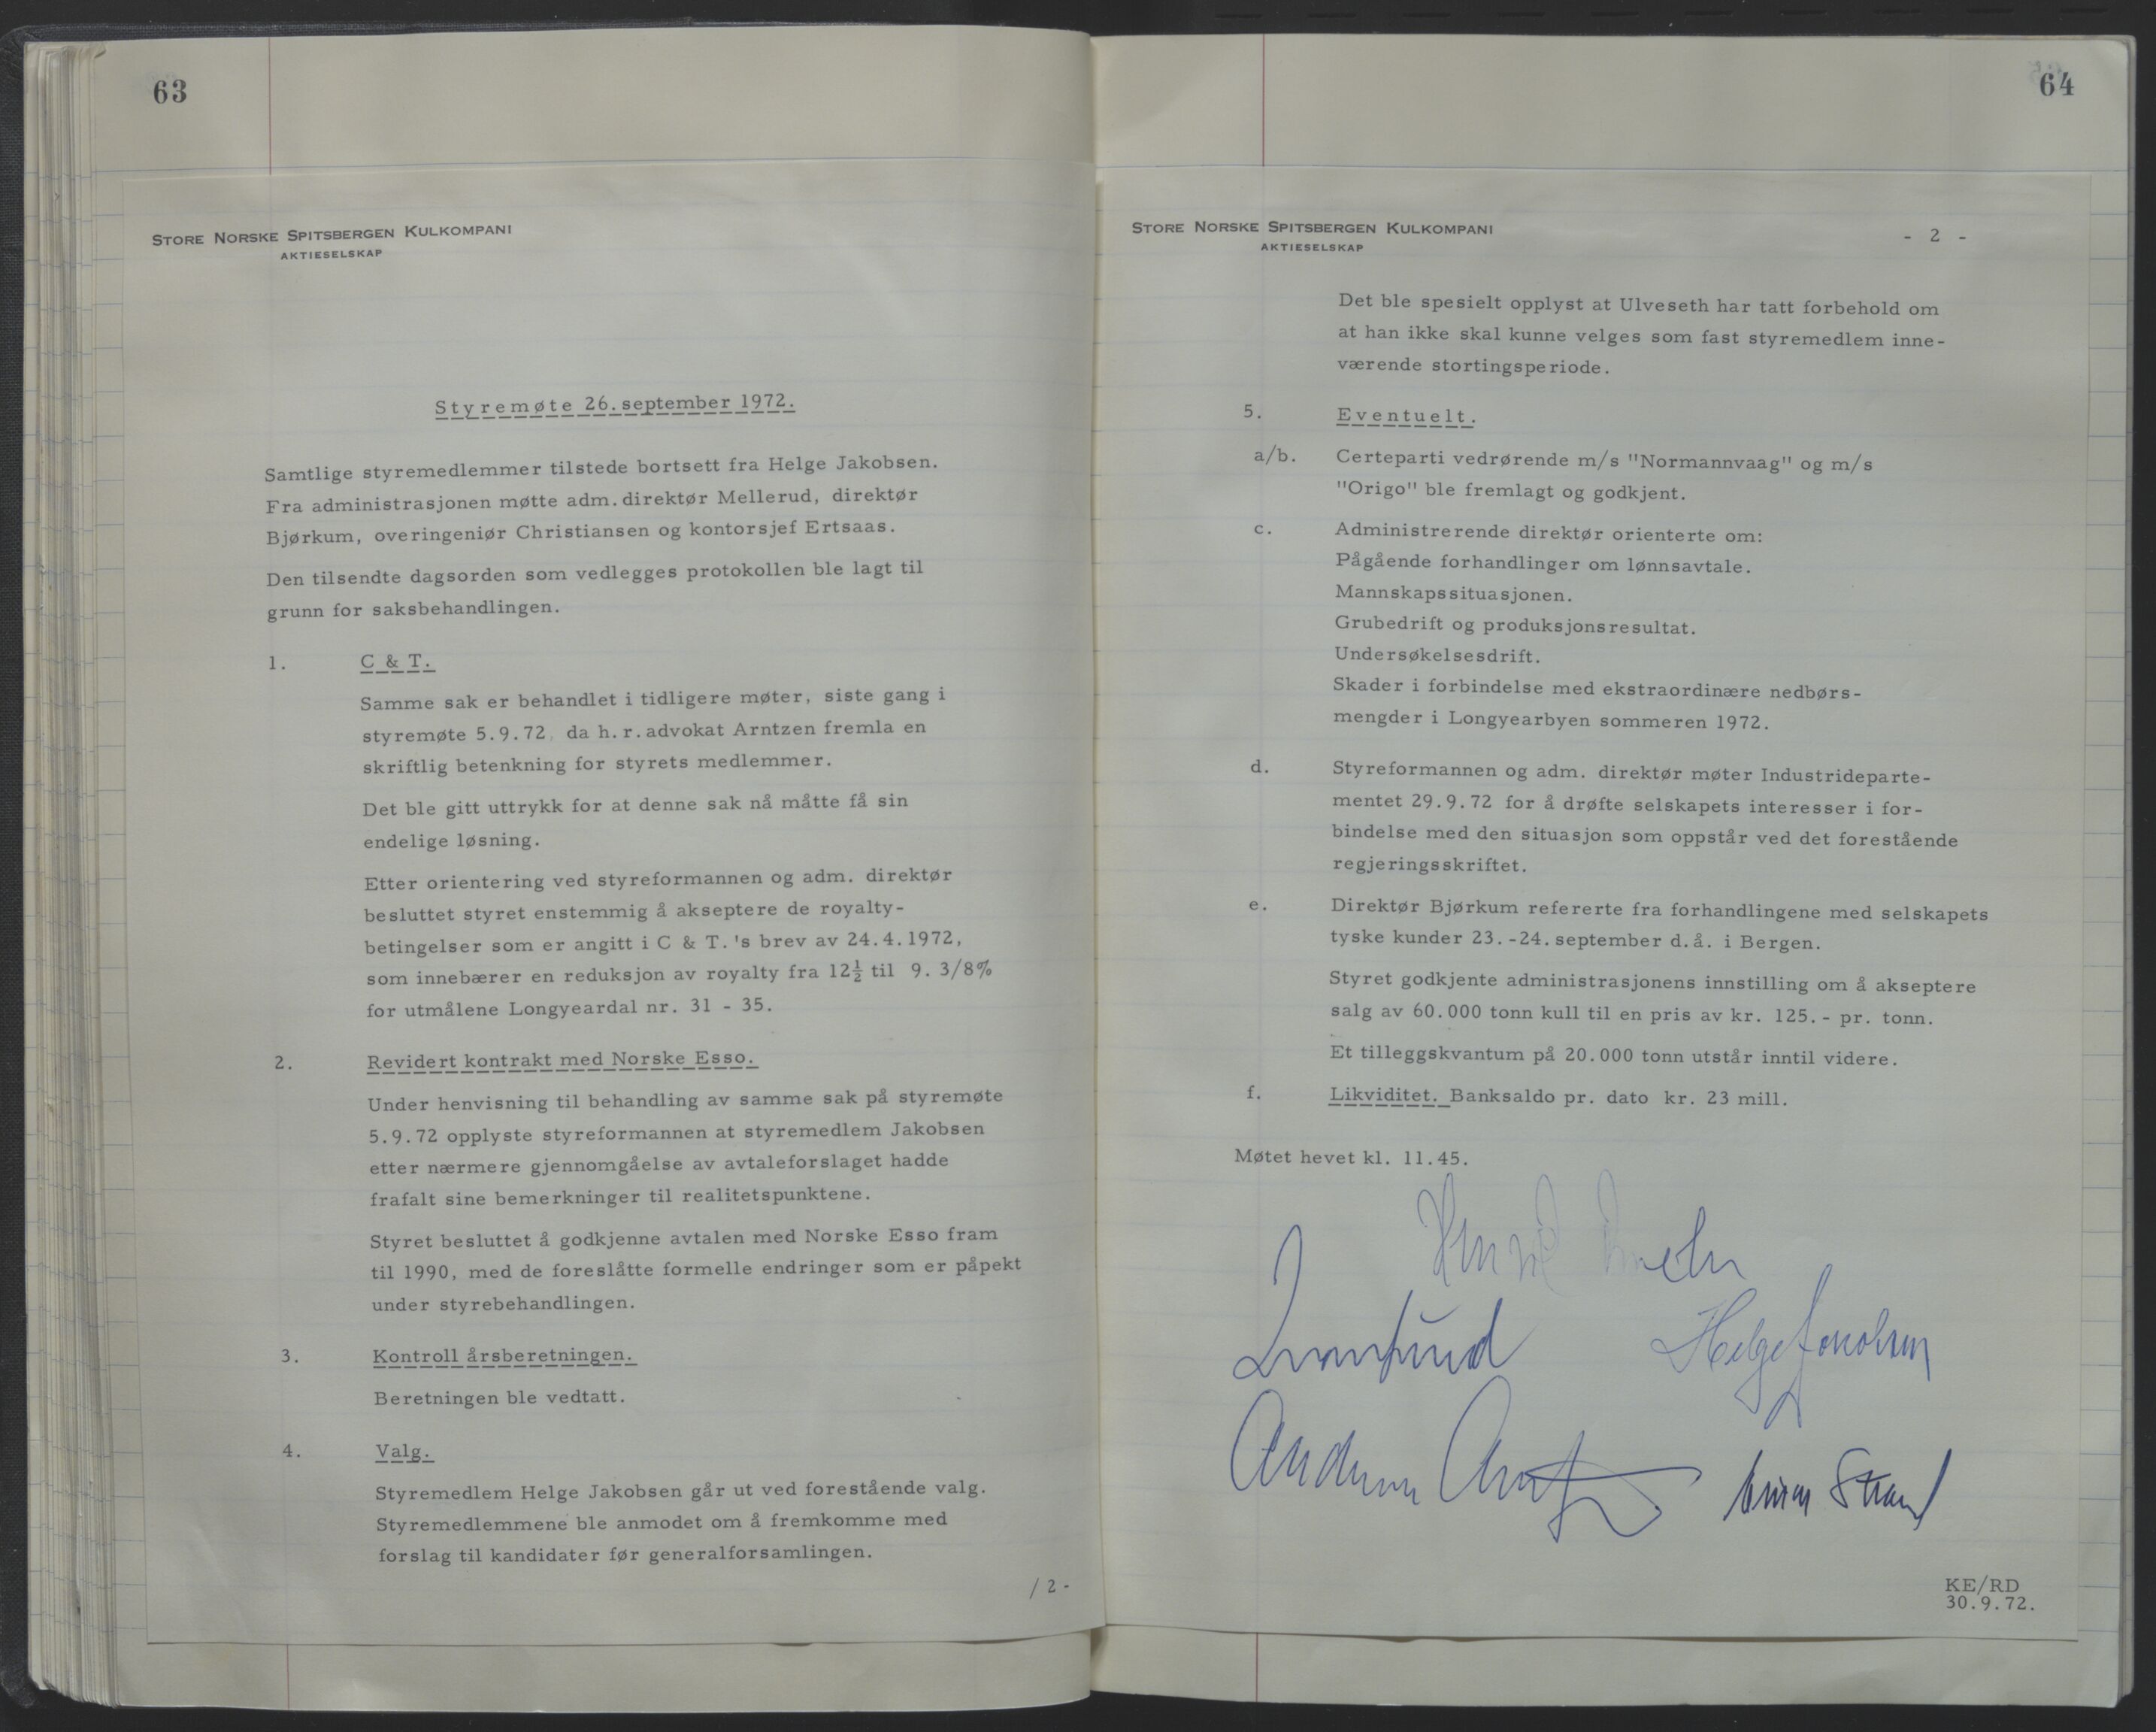 63
STORE NORSKE SPITSBERGEN KULKOMPANI
AKTIESELSKAP
Styremøte 26. september 1972.
Samtlige styremedlemmer tilstede bortsett fra Helge Jakobsen.
Fra administrasjonen møtte adm. direktør Mellerud, direktør
Bjørkum, overingeniør Christiansen og kontorsjef Ertsaas.
Den tilsendte dagsorden som vedlegges protokollen ble lagt til
grunn for saksbehandlingen.
1. C & T.
Samme sak er behandlet i tidligere møter, siste gang i
styremøte 5.9.72, da h.r.advokat Arntzen fremla en
skriftlig betenkning for styrets medlemmer.
Det ble gitt uttrykk for at denne sak nå måtte få sin
endelige løsning.
Etter orientering ved styreformannen og adm. direktør
besluttet styret enstemmig å akseptere de royalty-
betingelser som er angitt i C & T.'s brev av 24.4.1972,
som innebærer en reduksjon av royalty fra 12½ til 9. 3/8%
for utmålene Longyeardal nr. 31 - 35.
2. Revidert kontrakt med Norske Esso.
Under henvisning til behandling av samme sak på styremøte
5.9.72 opplyste styreformannen at styremedlem Jakobsen
etter nærmere gjennomgåelse av avtaleforslaget hadde
frafalt sine bemerkninger til realitetspunktene.
Styret besluttet å godkjenne avtalen med Norske Esso fram
til 1990, med de foreslåtte formelle endringer som er påpekt
under styrebehandlingen.
3. Kontroll årsberetningen.
Beretningen ble vedtatt.
4. Valg.
Styremedlem Helge Jakobsen går ut ved forestående valg.
Styremedlemmene ble anmodet om å fremkomme med
forslag til kandidater før generalforsamlingen.
/ 2 -
64
STORE NORSKE SPITSBERGEN KULKOMPANI
AKTIESELSKAP
- 2 -
Det ble spesielt opplyst at Ulveseth har tatt forbehold om
at han ikke skal kunne velges som fast styremedlem inne-
værende stortingsperiode.
5. Eventuelt.
a/b. Certeparti vedrørende m/s "Normannvaag" og m/s
"Origo" ble fremlagt og godkjent.
c. Administrerende direktør orienterte om:
Pågående forhandlinger om lønnsavtale.
Mannskapssituasjonen.
Grubedrift og produksjonsresultat.
Undersøkelsesdrift.
Skader i forbindelse med ekstraordinære nedbørs-
mengder i Longyearbyen sommeren 1972.
d. Styreformannen og adm. direktør møter Industrideparte-
mentet 29.9.72 for å drøfte selskapets interesser i for-
bindelse med den situasjon som oppstår ved det forestående
regjeringsskriftet.
e. Direktør Bjørkum refererte fra forhandlingene med selskapets
tyske kunder 23.-24. september d.å. i Bergen.
Styret godkjente administrasjonens innstilling om å akseptere
salg av 60.000 tonn kull til en pris av kr. 125.- pr. tonn.
Et tilleggskvantum på 20.000 tonn utstår inntil videre.
f. Likviditet. Banksaldo pr. dato kr. 23 mill.
Møtet hevet kl. 11.45.
Helge Jakobsen
Strand
KE/RD
30.9.72.